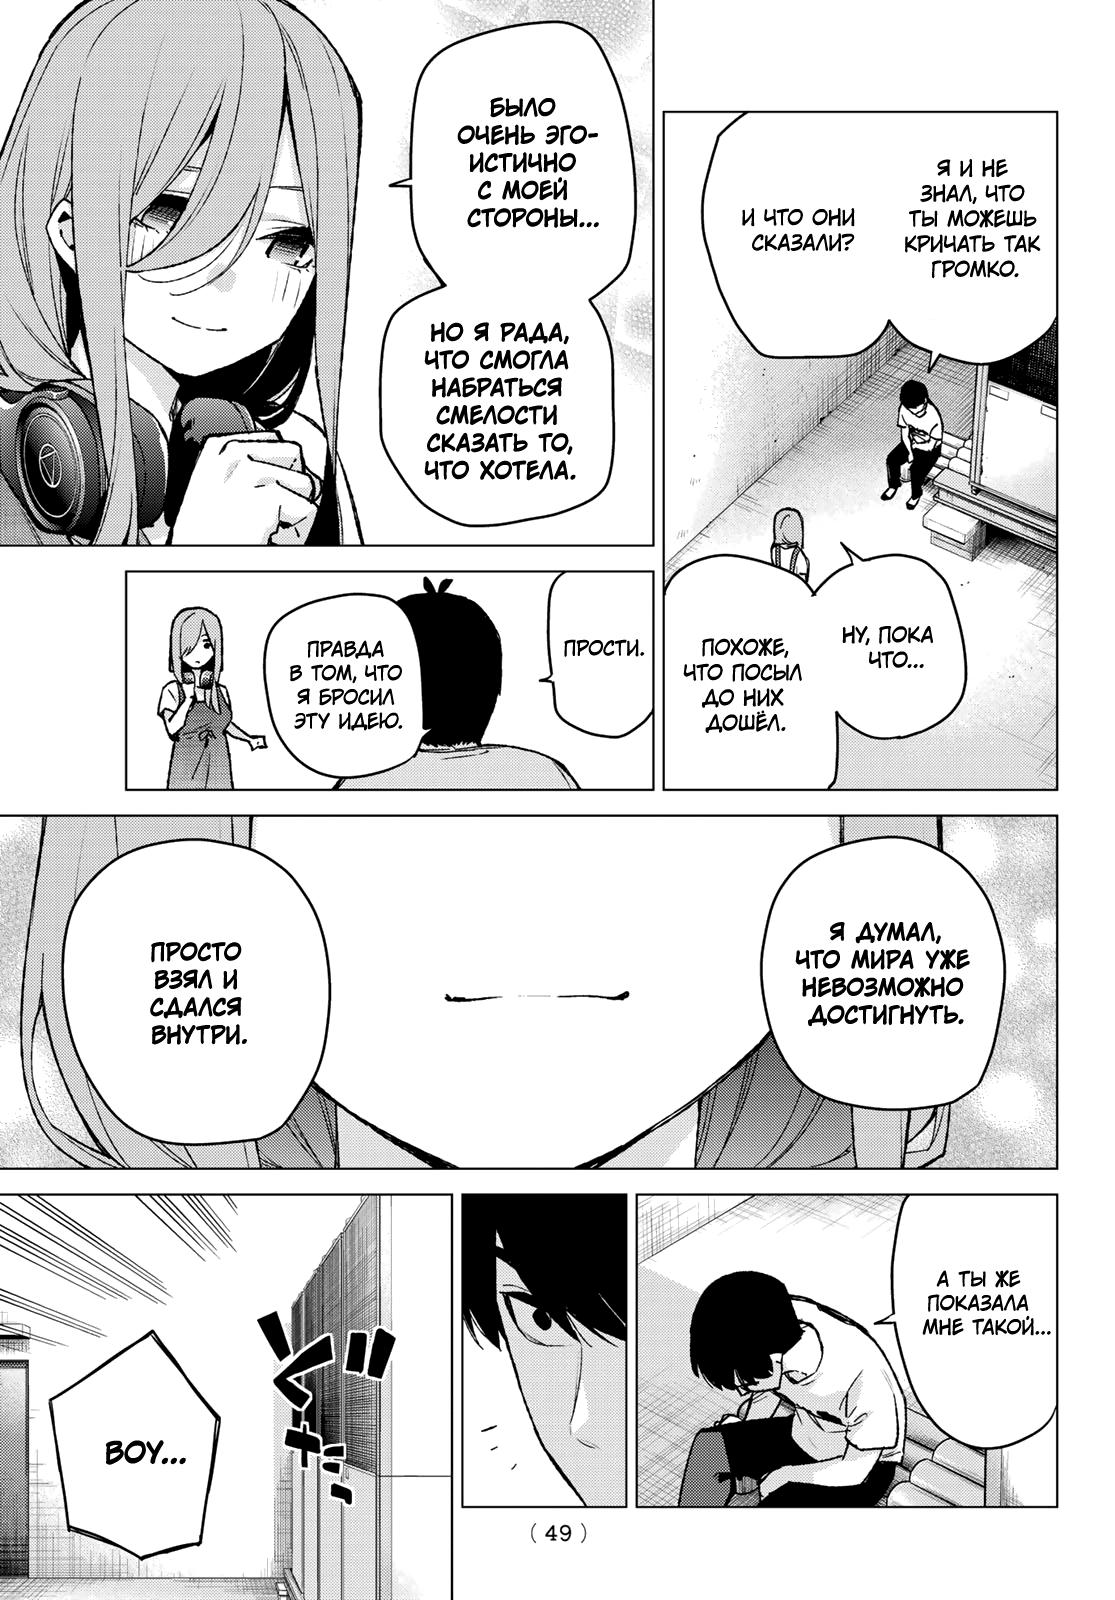 Я И НЕ
ЗНАЛ, ЧТО
ТЫ МОЖЕШЬ
КРИЧАТЬ ТАК
ГРОМКО.
И ЧТО ОНИ
СКАЗАЛИ?
НУ, ПОКА
ЧТО...
ПОХОЖЕ,
ЧТО ПОСЫЛ
ДО НИХ
ДОШЁЛ.
БЫЛО
ОЧЕНЬ ЭГО-
ИСТИЧНО
С МОЕЙ
СТОРОНЫ...
НО Я РАДА,
ЧТО СМОГЛА
НАБРАТЬСЯ
СМЕЛОСТИ
СКАЗАТЬ ТО,
ЧТО ХОТЕЛА.
ПРОСТИ.
ПРАВДА
В ТОМ, ЧТО
Я БРОСИЛ
ЭТУ ИДЕЮ.
Я ДУМАЛ,
ЧТО МИРА УЖЕ
НЕВОЗМОЖНО
ДОСТИГНУТЬ.
ПРОСТО
ВЗЯЛ И
СДАЛСЯ
ВНУТРИ.
А ТЫ ЖЕ
ПОКАЗАЛА
МНЕ ТАКОЙ...
ВОУ...
( 49 )